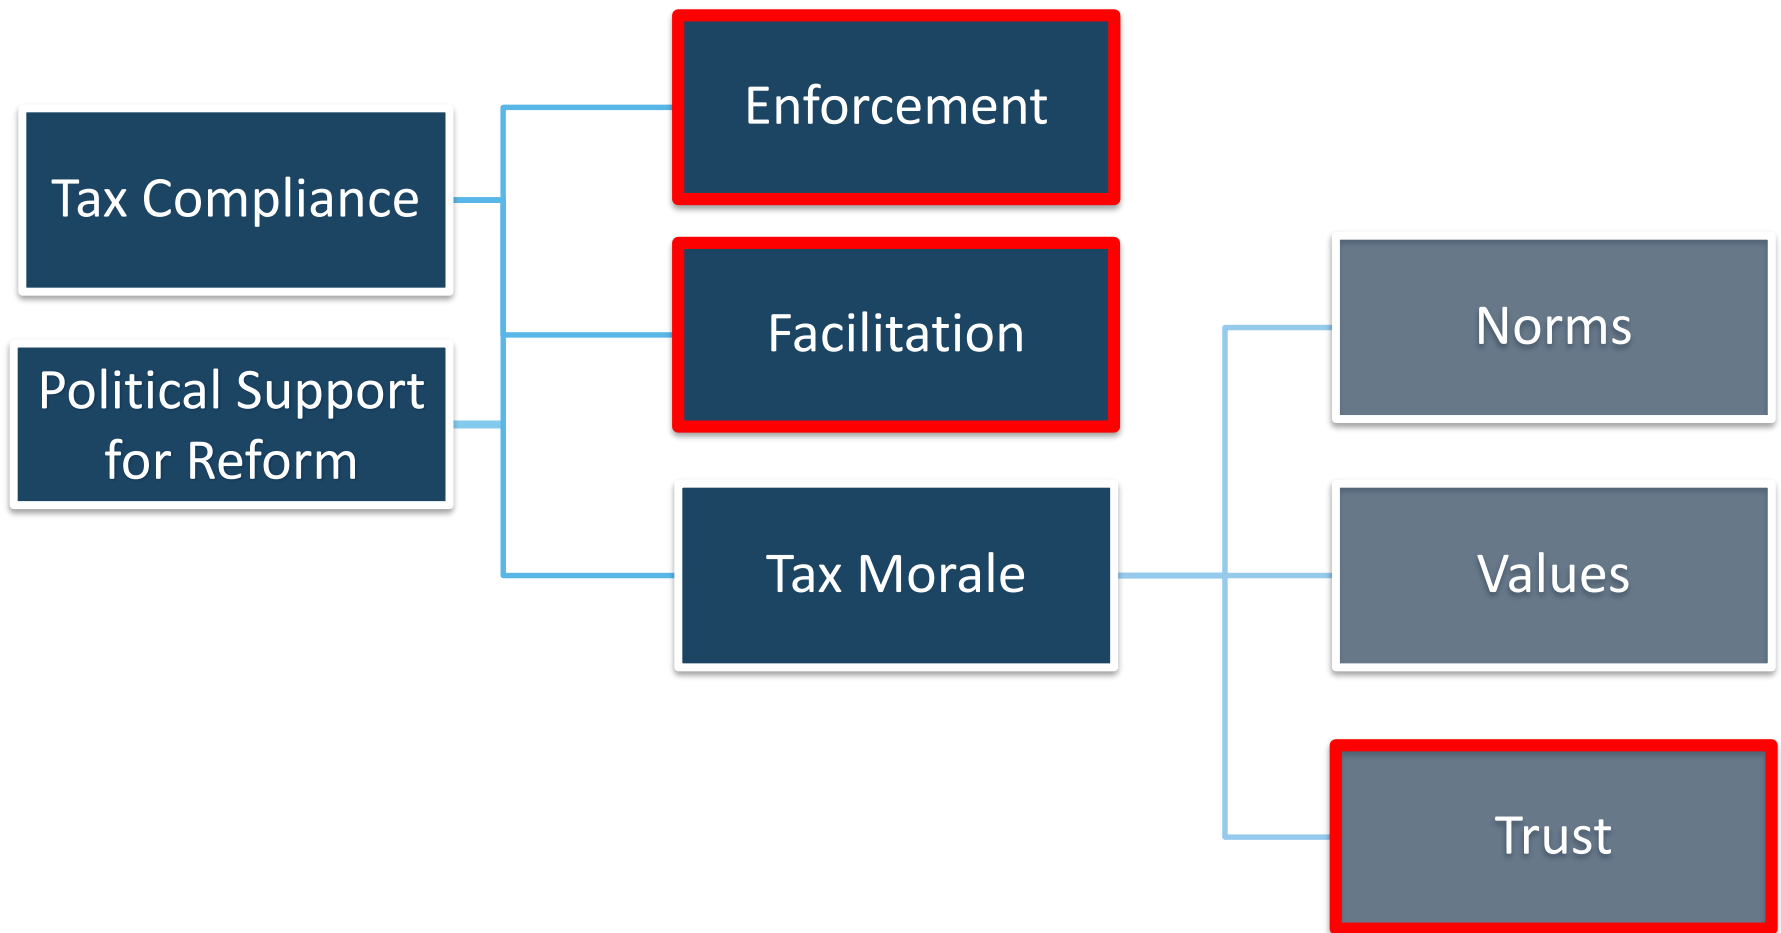 Tax Compliance
Political Support
for Reform
Enforcement
Facilitation
Tax Morale
Norms
Values
Trust